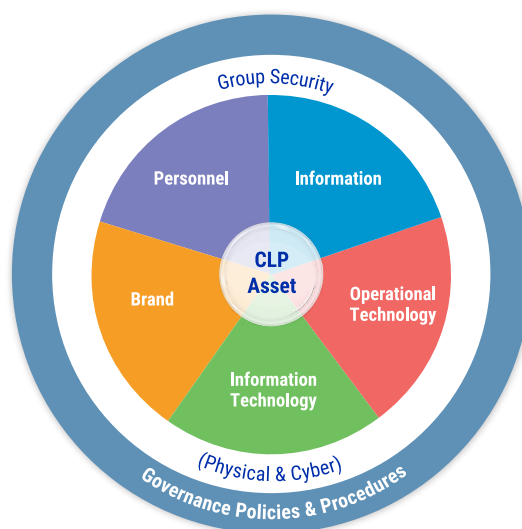 Group Security
Personnel
Information
CLP
Asset
Brand
Operational
Technology
Information
Technology
(Physical & Cyber)
Governance Policies & Procedures